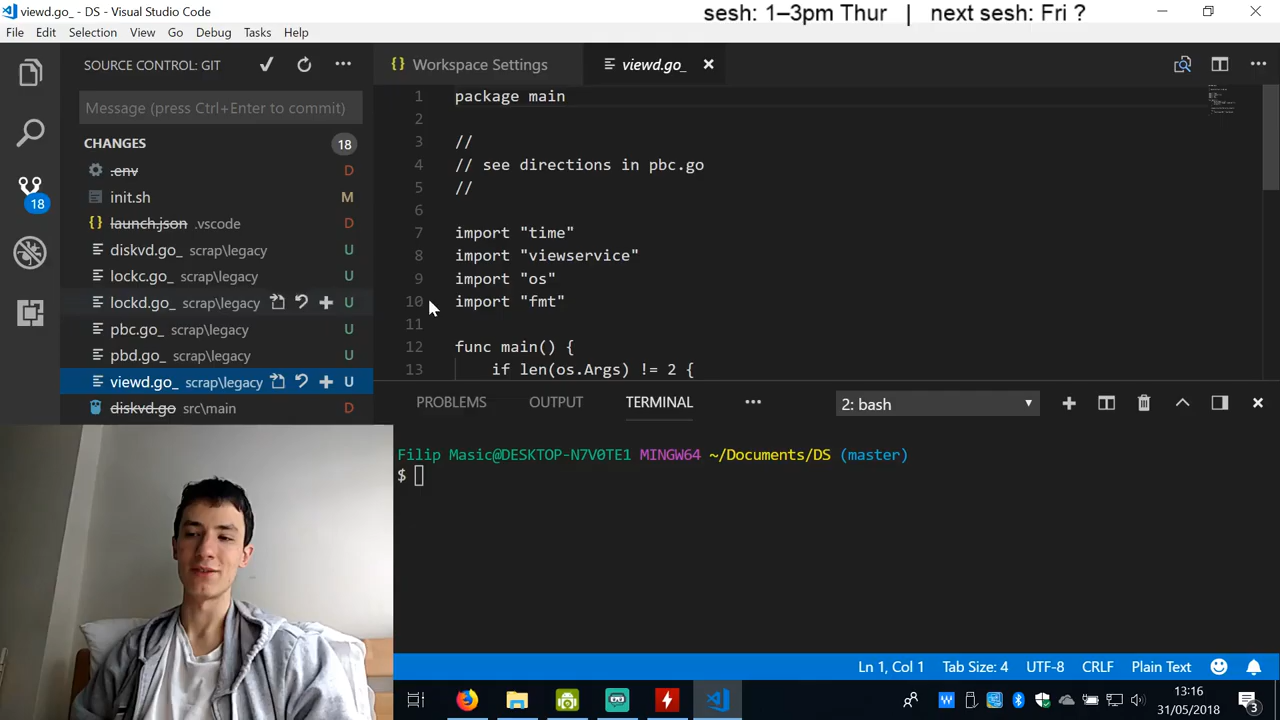 viewd.go_ - DS - Visual Studio Code
sesh: 1–3pm Thur | next sesh: Fri ?
File Edit Selection View Go Debug Tasks Help
SOURCE CONTROL: GIT
Workspace Settings
viewd.go_
Message (press Ctrl+Enter to commit)
CHANGES 18
18
.env D
init.sh M
launch.json .vscode D
diskvd.go_ scrap\legacy U
lockc.go_ scrap\legacy U
lockd.go_ scrap\legacy U
pbc.go_ scrap\legacy U
pbd.go_ scrap\legacy U
viewd.go_ scrap\legacy U
diskvd.go src\main D
1 package main
2
3 //
4 // see directions in pbc.go
5 //
6
7 import "time"
8 import "viewservice"
9 import "os"
10 import "fmt"
11
12 func main() {
13 if len(os.Args) != 2 {
PROBLEMS OUTPUT TERMINAL 2: bash
Filip Masic@DESKTOP-N7V0TE1 MINGW64 ~/Documents/DS (master)
$
Ln 1, Col 1 Tab Size: 4 UTF-8 CRLF Plain Text
13:16
31/05/2018
3